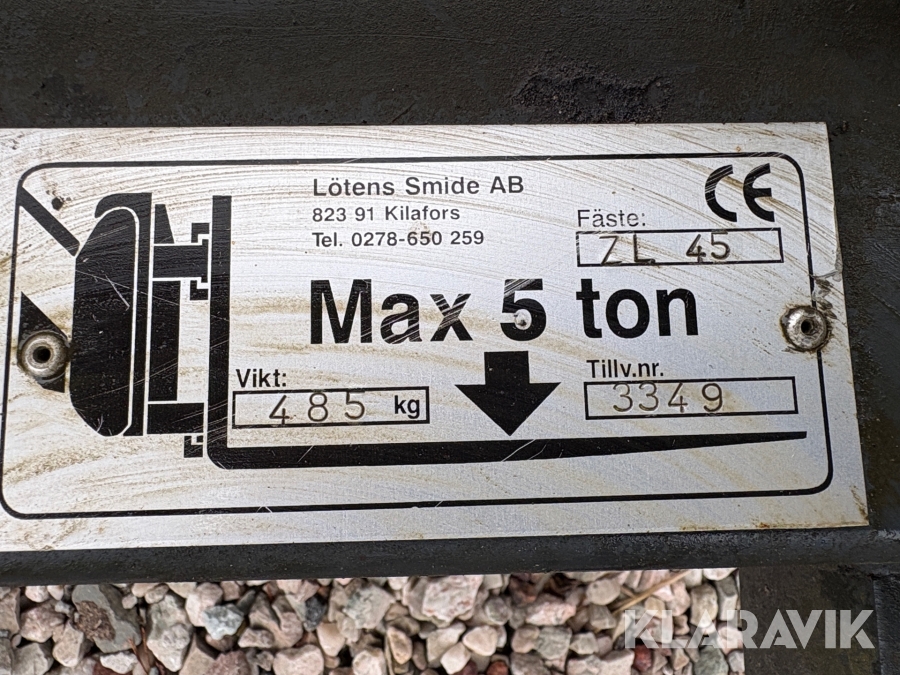 Lötens Smide AB
823 91 Kilafors
Tel. 0278-650 259
CE
Fäste:
ZL 45
Max 5 ton
Vikt:
485 kg
Tillv.nr.
3349
KLARAVIK